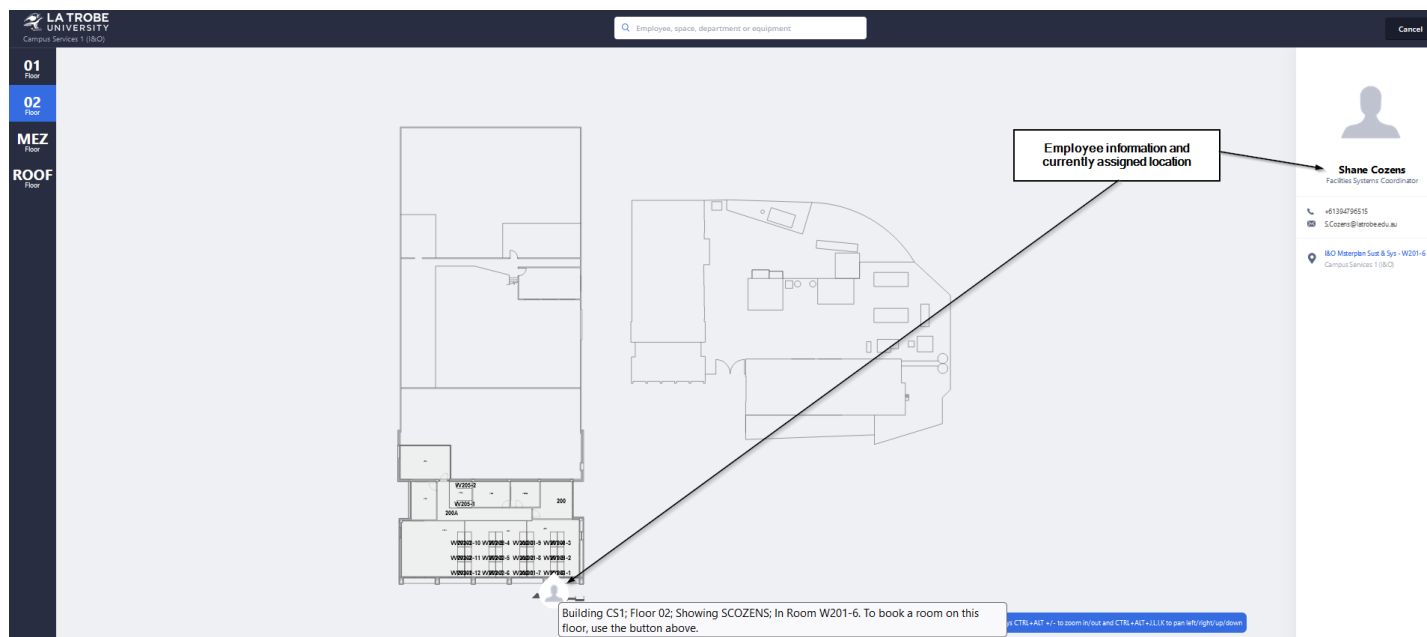 LA TROBE
UNIVERSITY
Campus Services 1 (I&O)
Employee, space, department or equipment
Cancel
01
Floor
02
Floor
MEZ
Floor
ROOF
Floor
Employee information and
currently assigned location
Shane Cozens
Facilities Systems Coordinator
+61394796515
S.Cozens@latrobe.edu.au
I&O Msterplan Sust & Sys - W201-6
Campus Services 1 (I&O)
W205-2
W205-1
200
200A
Building CS1; Floor 02; Showing SCOZENS; In Room W201-6. To book a room on this
floor, use the button above.
CTRL+ALT +/- to zoom in/out and CTRL+ALT+J,L,I,K to pan left/right/up/down